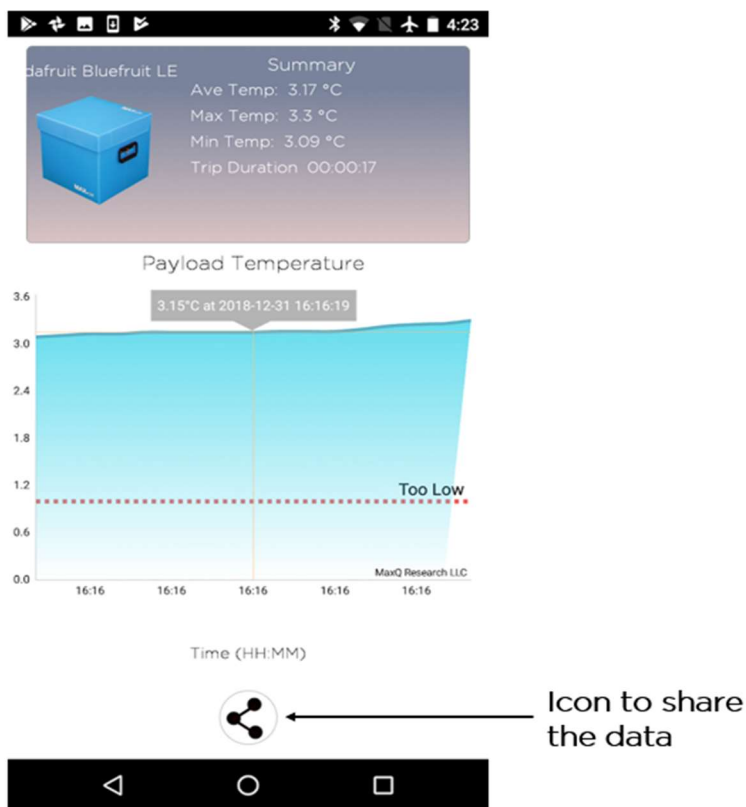 4:23
dafruit Bluefruit LE
Summary
Ave Temp: 3.17 °C
Max Temp: 3.3 °C
Min Temp: 3.09 °C
Trip Duration 00:00:17
Payload Temperature
3.15°C at 2018-12-31 16:16:19
3.6
3.0
2.4
1.8
1.2
0.6
0.0
Too Low
MaxQ Research LLC
16:16 16:16 16:16 16:16 16:16
Time (HH:MM)
Icon to share
the data